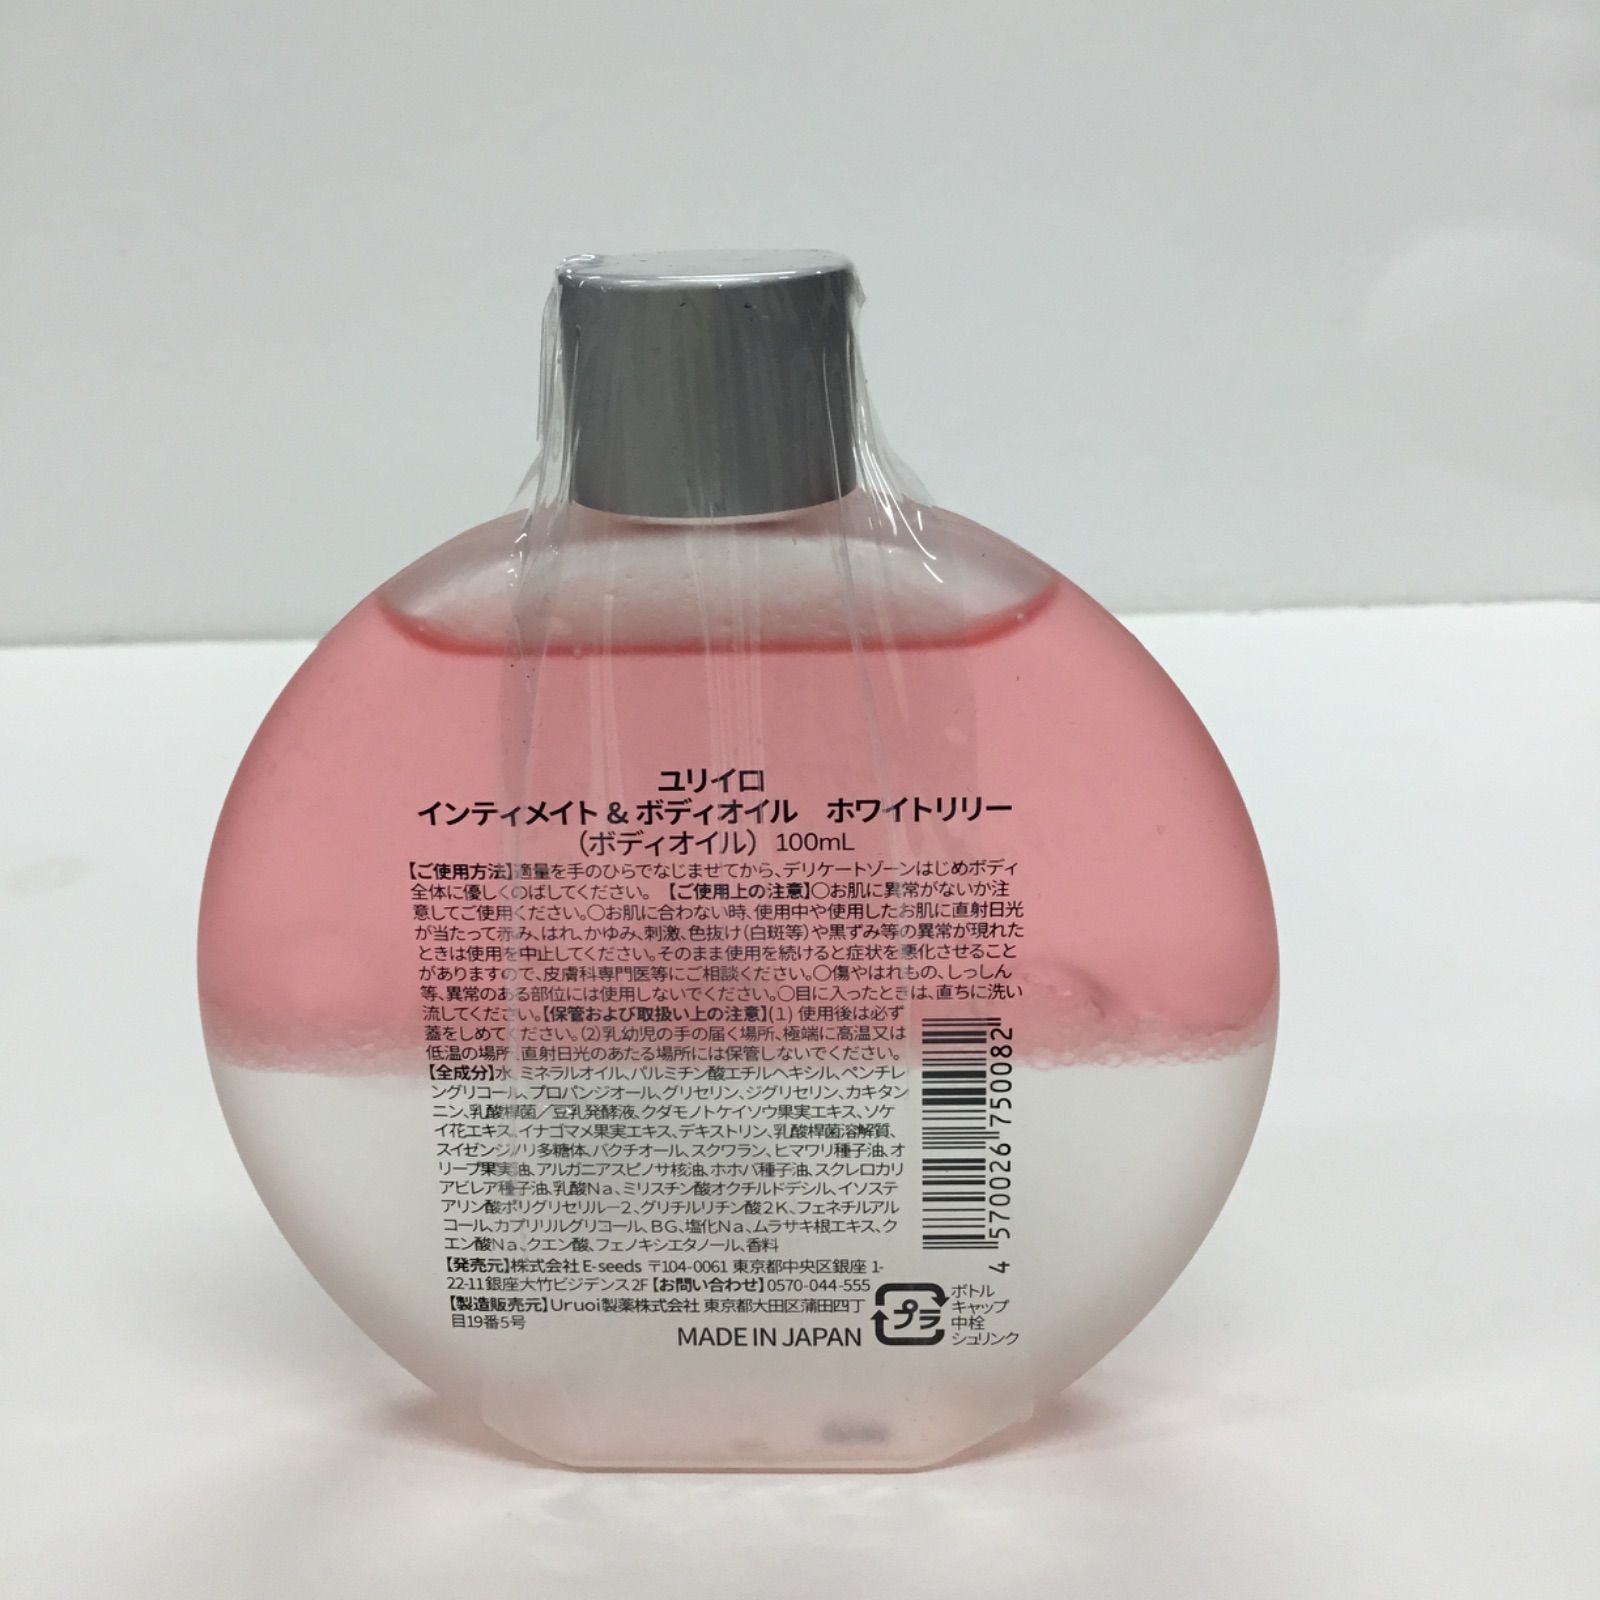 ユリイロ
インティメイト & ボディオイル　ホワイトリリー
（ボディオイル） 100mL
【ご使用方法】適量を手のひらでなじませてから、デリケートゾーンはじめボディ
全体に優しくのばしてください。 【ご使用上の注意】〇お肌に異常がないか注
意してご使用ください。〇お肌に合わない時、使用中や使用したお肌に直射日光
が当たって赤み、はれ、かゆみ、刺激、色抜け（白斑等）や黒ずみ等の異常が現れた
ときは使用を中止してください。そのまま使用を続けると症状を悪化させること
がありますので、皮膚科専門医等にご相談ください。〇傷やはれもの、しっしん
等、異常のある部位には使用しないでください。〇目に入ったときは、直ちに洗い
流してください。【保管および取扱い上の注意】(1) 使用後は必ず
蓋をしめてください。(2)乳幼児の手の届く場所、極端に高温又は
低温の場所、直射日光のあたる場所には保管しないでください。
【全成分】水、ミネラルオイル、パルミチン酸エチルヘキシル、ペンチレ
ングリコール、プロパンジオール、グリセリン、ジグリセリン、カキタン
ニン、乳酸桿菌／豆乳発酵液、クダモノトケイソウ果実エキス、ソケ
イ花エキス、イナゴマメ果実エキス、デキストリン、乳酸桿菌溶解質、
スイゼンジノリ多糖体、バクチオール、スクワラン、ヒマワリ種子油、オ
リーブ果実油、アルガニアスピノサ核油、ホホバ種子油、スクレロカリ
アビレア種子油、乳酸Na、ミリスチン酸オクチルドデシル、イソステ
アリン酸ポリグリセリル－2、グリチルリチン酸2K、フェネチルアル
コール、カプリリルグリコール、BG、塩化Na、ムラサキ根エキス、ク
エン酸Na、クエン酸、フェノキシエタノール、香料
【発売元】株式会社 E-seeds 〒104-0061 東京都中央区銀座 1-
22-11銀座大竹ビジデンス2F【お問い合わせ】0570-044-555
【製造販売元】Uruoi製薬株式会社 東京都大田区蒲田四丁
目19番5号
MADE IN JAPAN
プラ
ボトル
キャップ
中栓
シュリンク
4 570026 750082